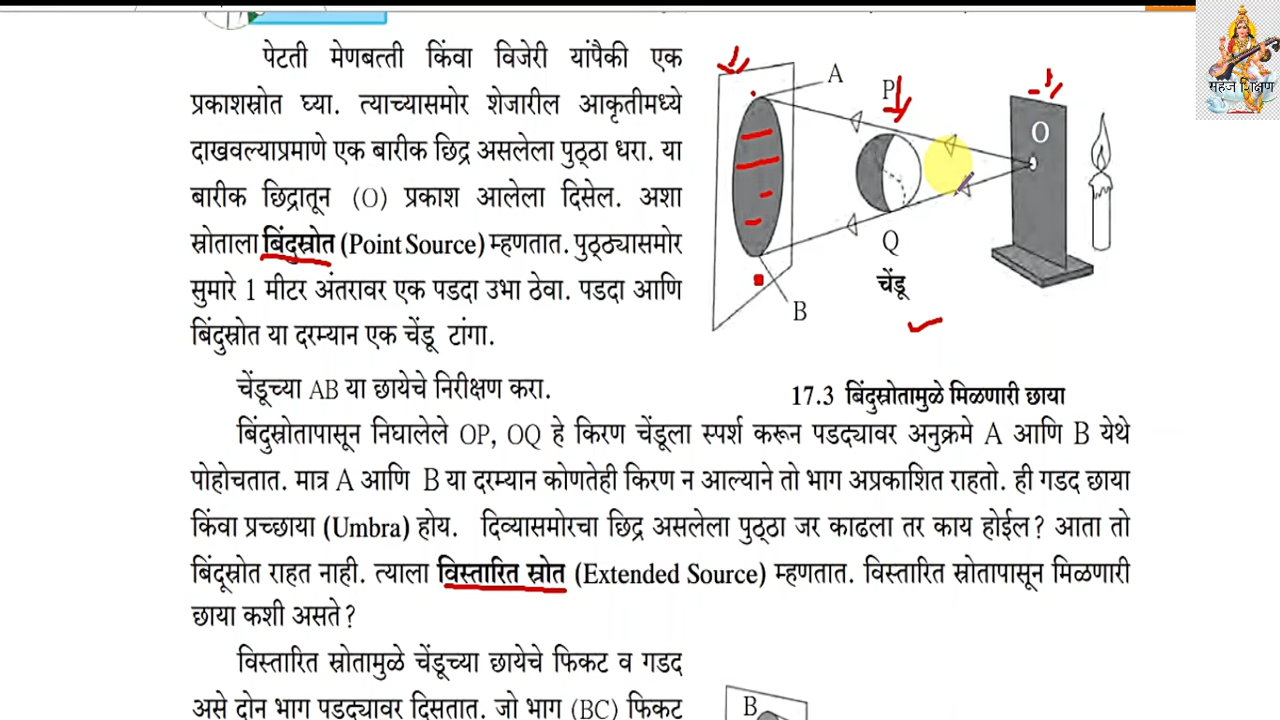 पेटती मेणबत्ती किंवा विजेरी यांपैकी एक
प्रकाशस्रोत घ्या. त्याच्यासमोर शेजारील आकृतीमध्ये
दाखवल्याप्रमाणे एक बारीक छिद्र असलेला पुठ्ठा धरा. या
बारीक छिद्रातून (O) प्रकाश आलेला दिसेल. अशा
स्रोताला बिंदुस्रोत (Point Source) म्हणतात. पुठ्ठ्यासमोर
सुमारे 1 मीटर अंतरावर एक पडदा उभा ठेवा. पडदा आणि
बिंदुस्रोत या दरम्यान एक चेंडू टांगा.
A
P
O
Q
चेंडू
B
17.3 बिंदुस्रोतामुळे मिळणारी छाया
चेंडूच्या AB या छायेचे निरीक्षण करा.
बिंदुस्रोतापासून निघालेले OP, OQ हे किरण चेंडूला स्पर्श करून पडद्यावर अनुक्रमे A आणि B येथे
पोहोचतात. मात्र A आणि B या दरम्यान कोणतेही किरण न आल्याने तो भाग अप्रकाशित राहतो. ही गडद छाया
किंवा प्रच्छाया (Umbra) होय. दिव्यासमोरचा छिद्र असलेला पुठ्ठा जर काढला तर काय होईल? आता तो
बिंदूस्रोत राहत नाही. त्याला विस्तारित स्रोत (Extended Source) म्हणतात. विस्तारित स्रोतापासून मिळणारी
छाया कशी असते?
विस्तारित स्रोतामुळे चेंडूच्या छायेचे फिकट व गडद
असे दोन भाग पडद्यावर दिसतात. जो भाग (BC) फिकट
B
सहज शिक्षण